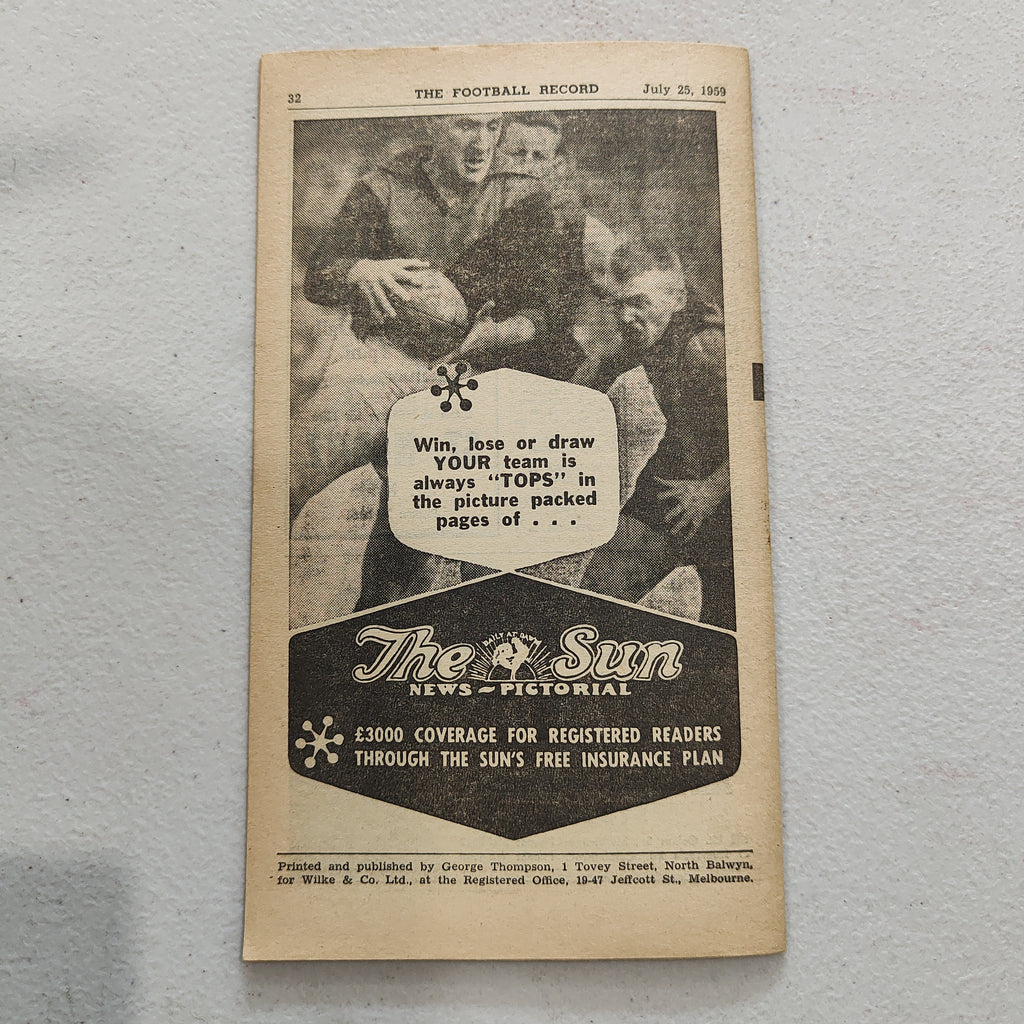 32 THE FOOTBALL RECORD July 25, 1959
Win, lose or draw
YOUR team is
always “TOPS” in
the picture packed
pages of . . .
DAILY AT DAWN
The Sun
NEWS-PICTORIAL
£3000 COVERAGE FOR REGISTERED READERS
THROUGH THE SUN'S FREE INSURANCE PLAN
Printed and published by George Thompson, 1 Tovey Street, North Balwyn,
for Wilke & Co. Ltd., at the Registered Office, 19-47 Jeffcott St., Melbourne.